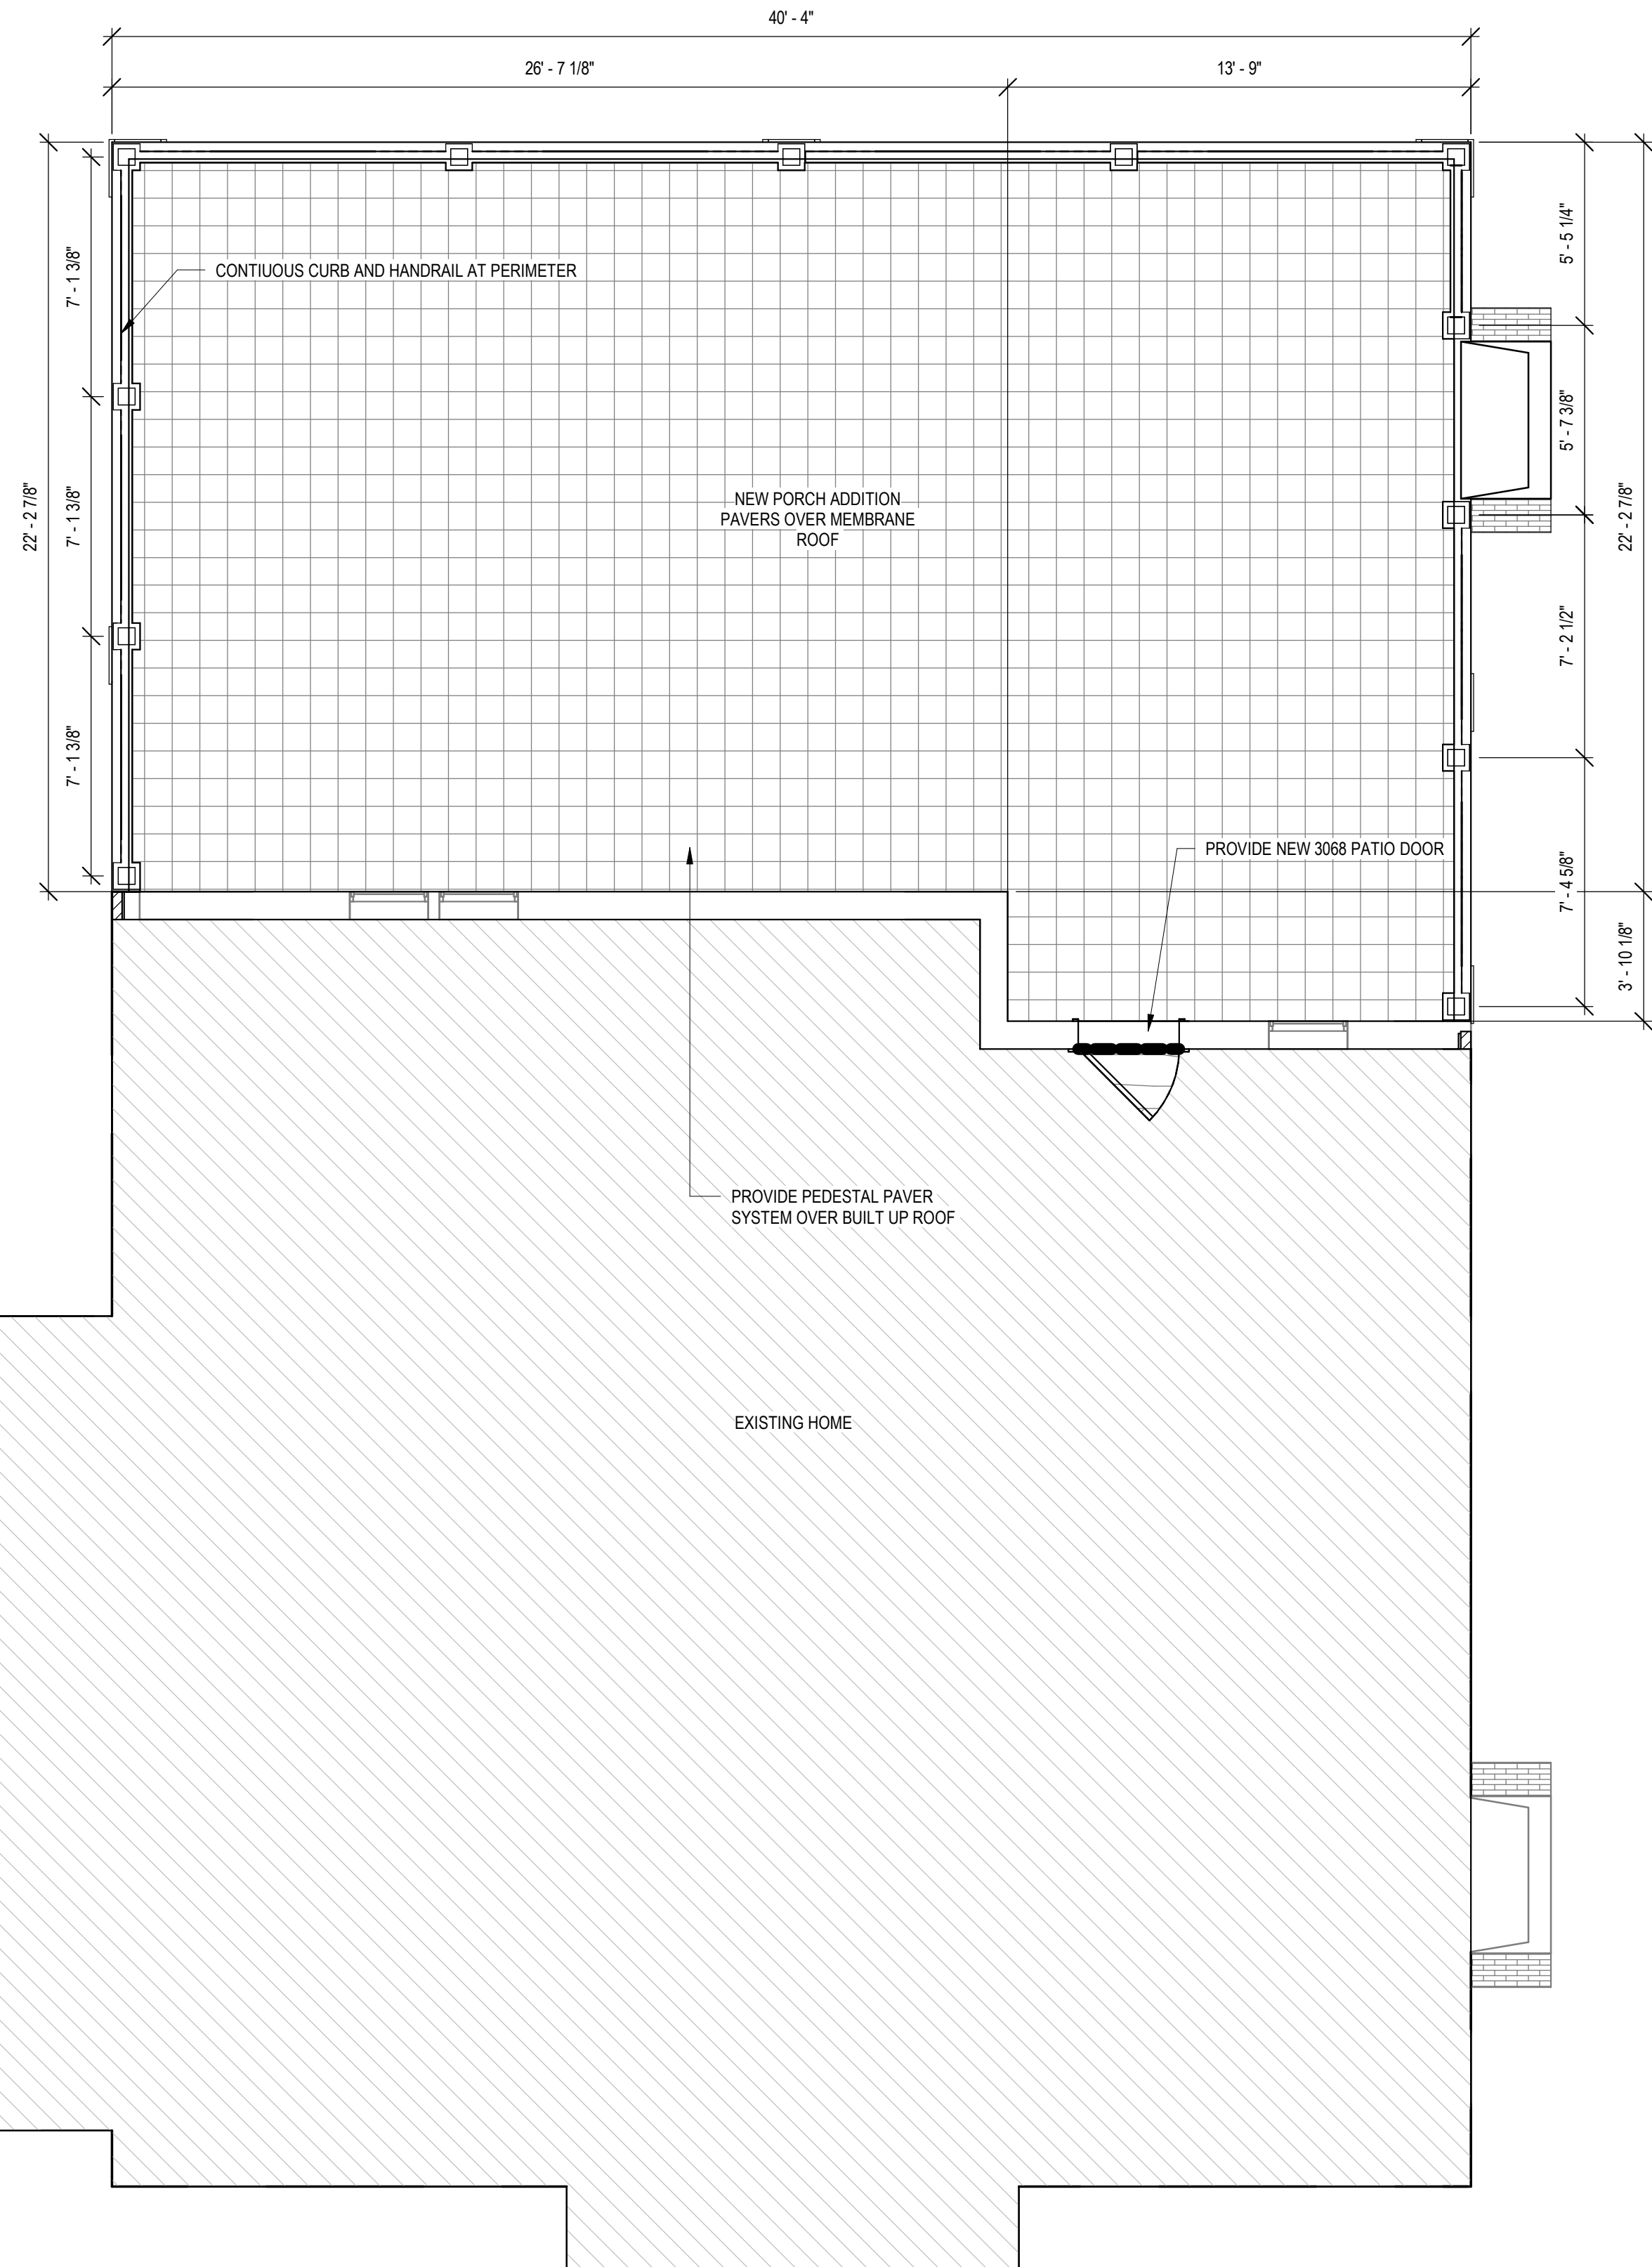 40' - 4"
26' - 7 1/8"
13' - 9"
22' - 2 7/8"
7' - 1 3/8"
7' - 1 3/8"
7' - 1 3/8"
CONTIUOUS CURB AND HANDRAIL AT PERIMETER
5' - 5 1/4"
5' - 7 3/8"
7' - 2 1/2"
7' - 4 5/8"
22' - 2 7/8"
3' - 10 1/8"
NEW PORCH ADDITION
PAVERS OVER MEMBRANE
ROOF
PROVIDE NEW 3068 PATIO DOOR
PROVIDE PEDESTAL PAVER
SYSTEM OVER BUILT UP ROOF
EXISTING HOME